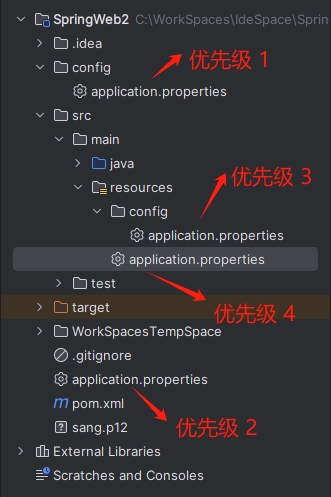 SpringWeb2 C:\WorkSpaces\IdeSpace\Sprin
.idea
config
优先级 1
application.properties
src
main
java
resources
优先级 3
config
application.properties
application.properties
test
target
优先级 4
WorkSpacesTempSpace
.gitignore
application.properties
pom.xml
优先级 2
sang.p12
External Libraries
Scratches and Consoles